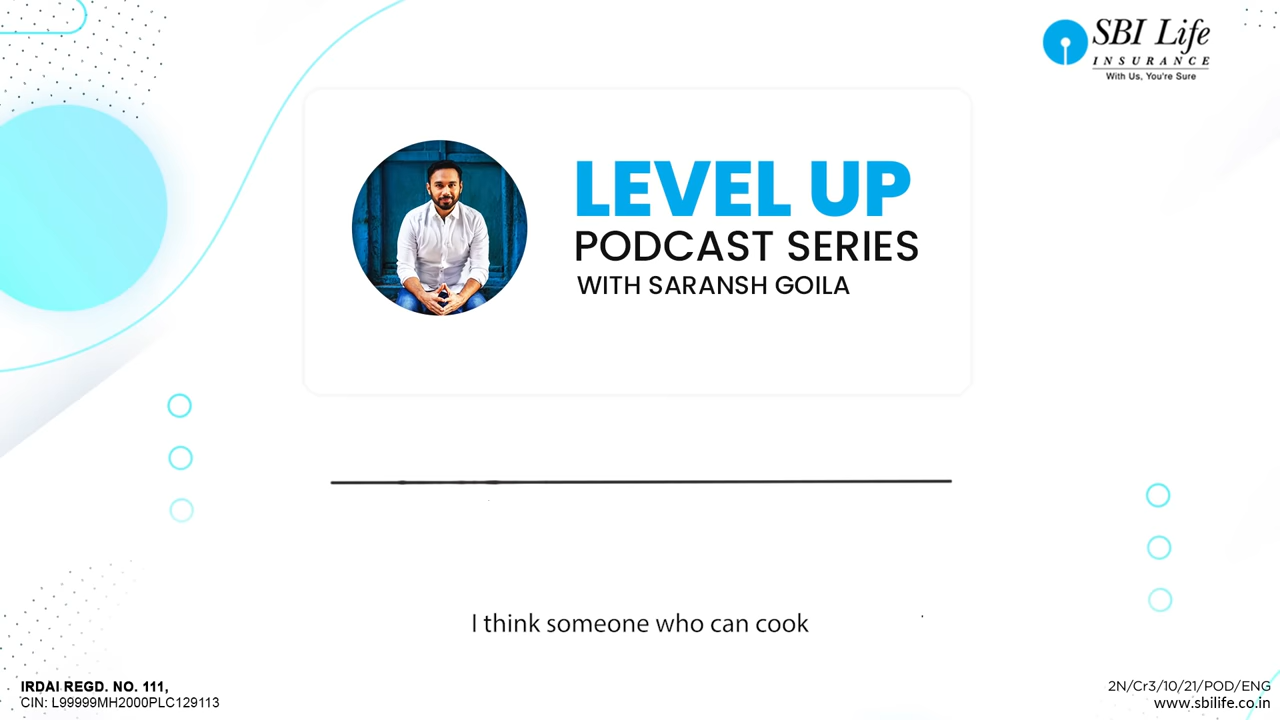 SBI Life
INSURANCE
With Us, You're Sure
LEVEL UP
PODCAST SERIES
WITH SARANSH GOILA
I think someone who can cook
IRDAI REGD. NO. 111,
CIN: L99999MH2000PLC129113
2N/Cr3/10/21/POD/ENG
www.sbilife.co.in